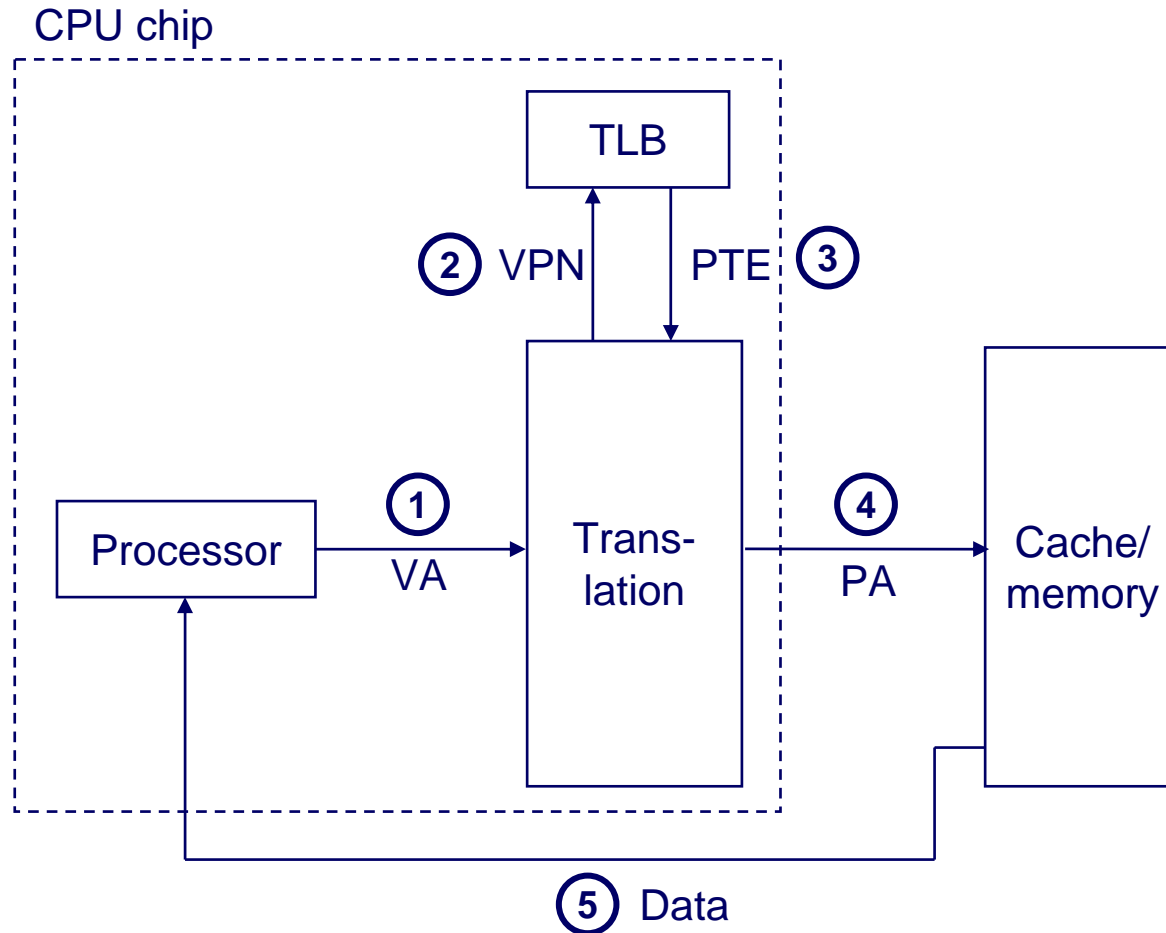 CPU chip
TLB
2 VPN
PTE 3
1
VA
Processor
Trans-
lation
4
PA
Cache/
memory
5 Data